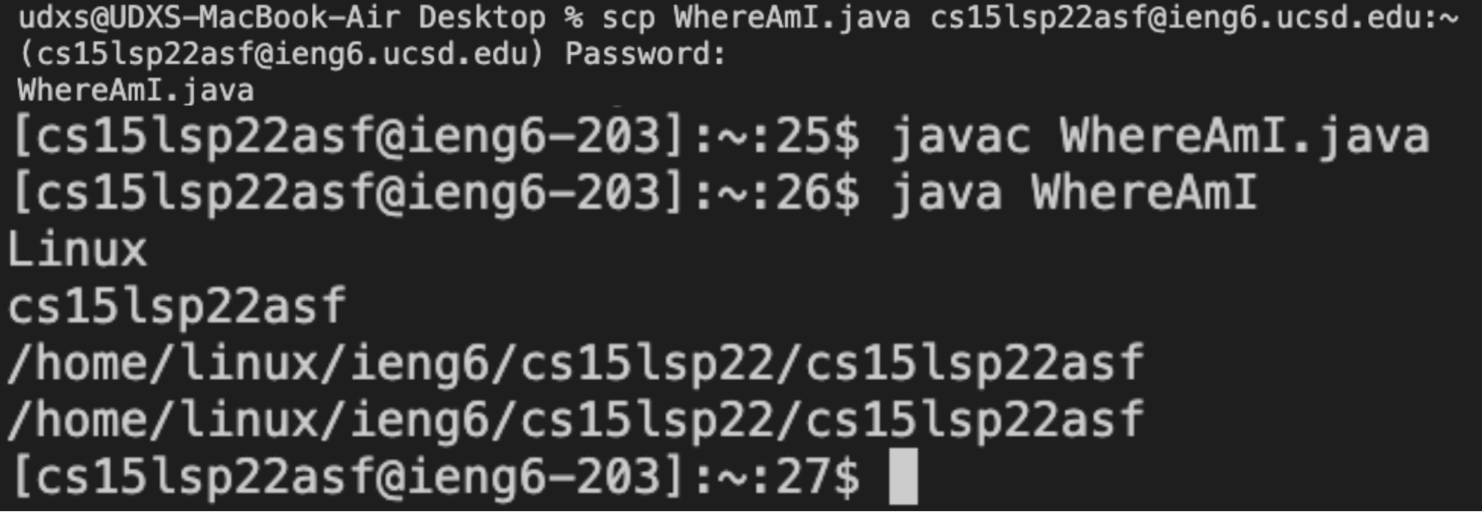 udxs@UDXS-MacBook-Air Desktop % scp WhereAmI.java cs15lsp22asf@ieng6.ucsd.edu:~
(cs15lsp22asf@ieng6.ucsd.edu) Password:
WhereAmI.java
[cs15lsp22asf@ieng6-203]:~:25$ javac WhereAmI.java
[cs15lsp22asf@ieng6-203]:~:26$ java WhereAmI
Linux
cs15lsp22asf
/home/linux/ieng6/cs15lsp22/cs15lsp22asf
/home/linux/ieng6/cs15lsp22/cs15lsp22asf
[cs15lsp22asf@ieng6-203]:~:27$